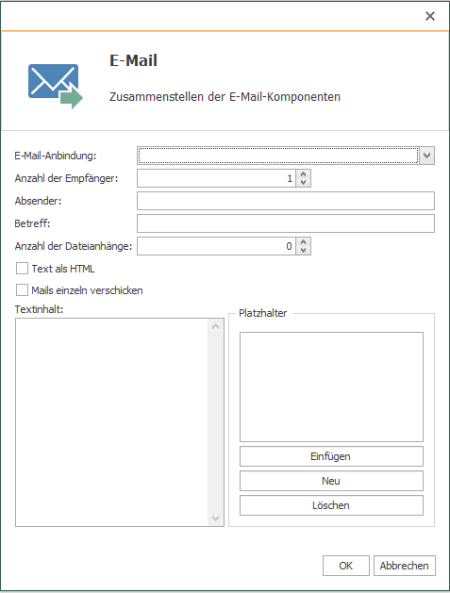 E-Mail
Zusammenstellen der E-Mail-Komponenten
E-Mail-Anbindung:
Anzahl der Empfänger: 1
Absender:
Betreff:
Anzahl der Dateianhänge: 0
Text als HTML
Mails einzeln verschicken
Textinhalt:
Platzhalter
Einfügen
Neu
Löschen
OK Abbrechen